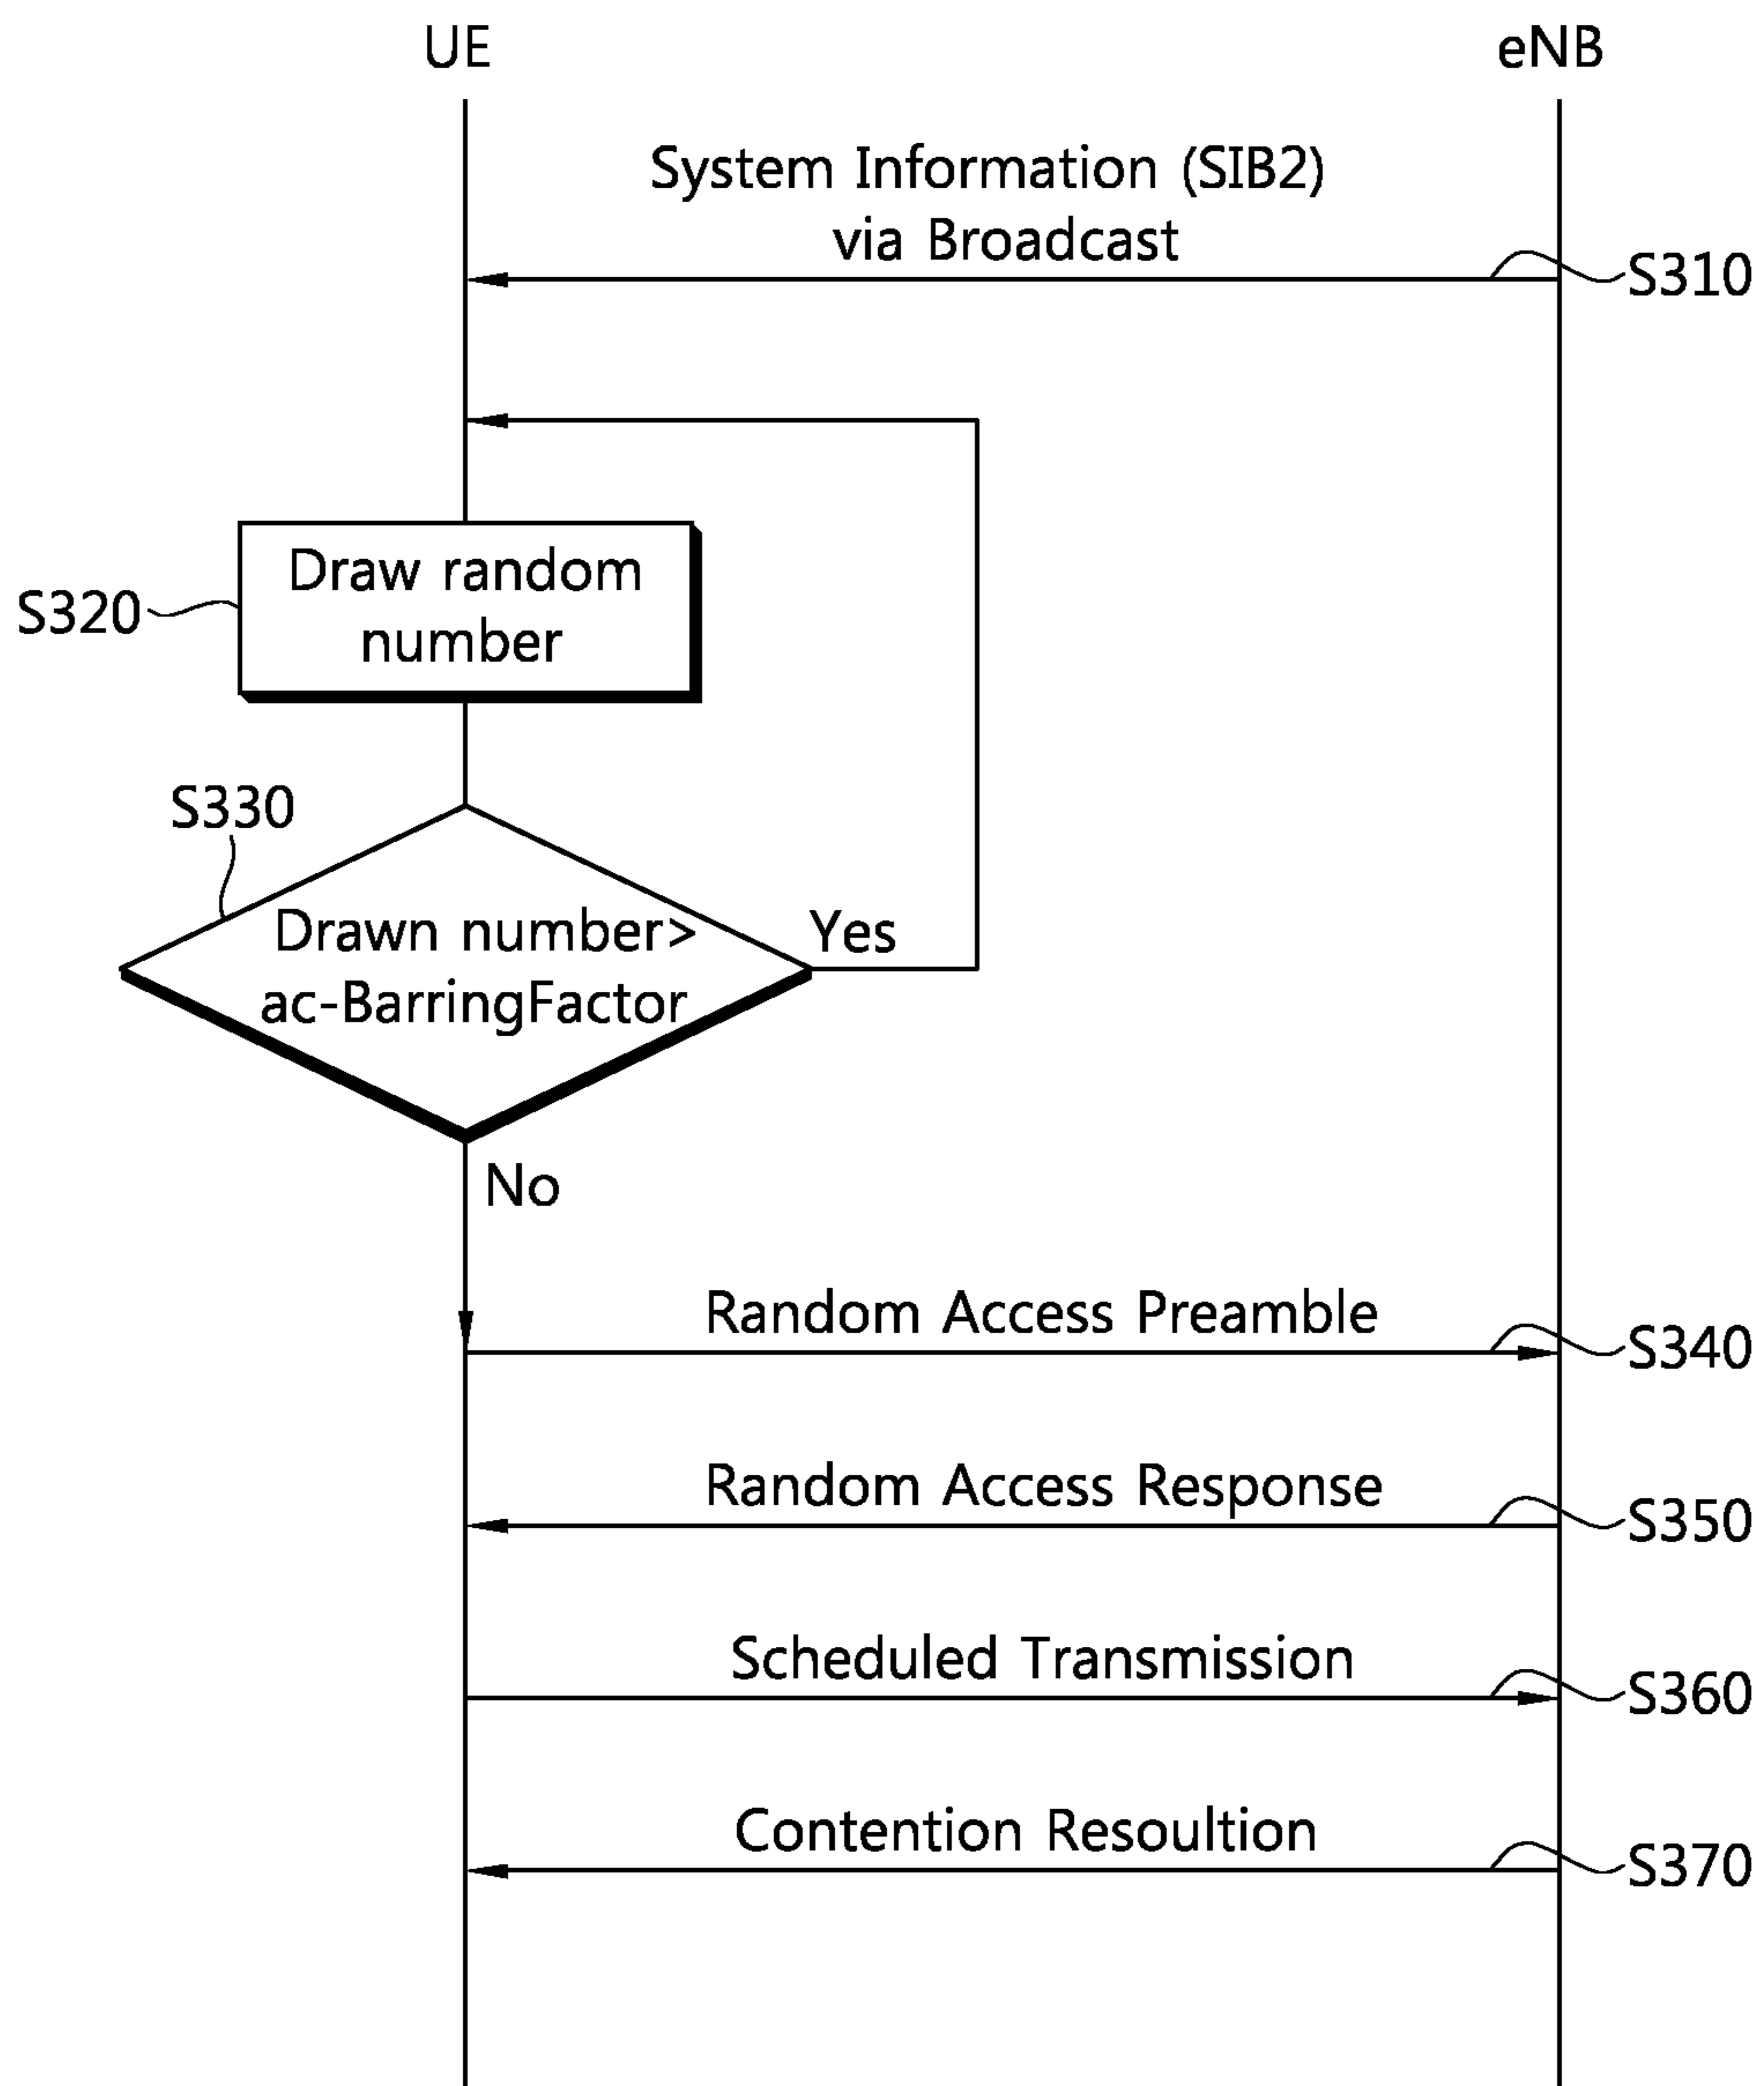 UE
eNB
System Information (SIB2)
via Broadcast
S310
Draw random
number
S320
S330
Drawn number>
ac-BarringFactor
Yes
No
Random Access Preamble
S340
Random Access Response
S350
Scheduled Transmission
S360
Contention Resoultion
S370